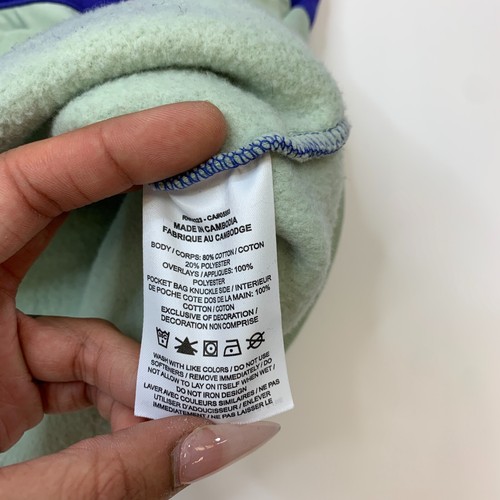 MADE IN CAMBODIA
FABRIQUE AU CAMBODGE
BODY / CORPS: 80% COTTON / COTON
20% POLYESTER
OVERLAYS / APPLIQUES: 100%
POLYESTER
POCKET BAG KNUCKLE SIDE / INTERIEUR
DE POCHE COTE DOS DE LA MAIN: 100%
COTTON / COTON
EXCLUSIVE OF DECORATION /
DECORATION NON COMPRISE
WASH WITH LIKE COLORS / DO NOT USE
SOFTENERS / REMOVE IMMEDIATELY / DO
NOT ALLOW TO LAY ON ITSELF WHEN WET /
DO NOT IRON DESIGN
LAVER AVEC COULEURS SIMILAIRES / NE PAS
UTILISER D'ADOUCISSEUR / ENLEVER
IMMEDIATEMENT / NE PAS LAISSER LE